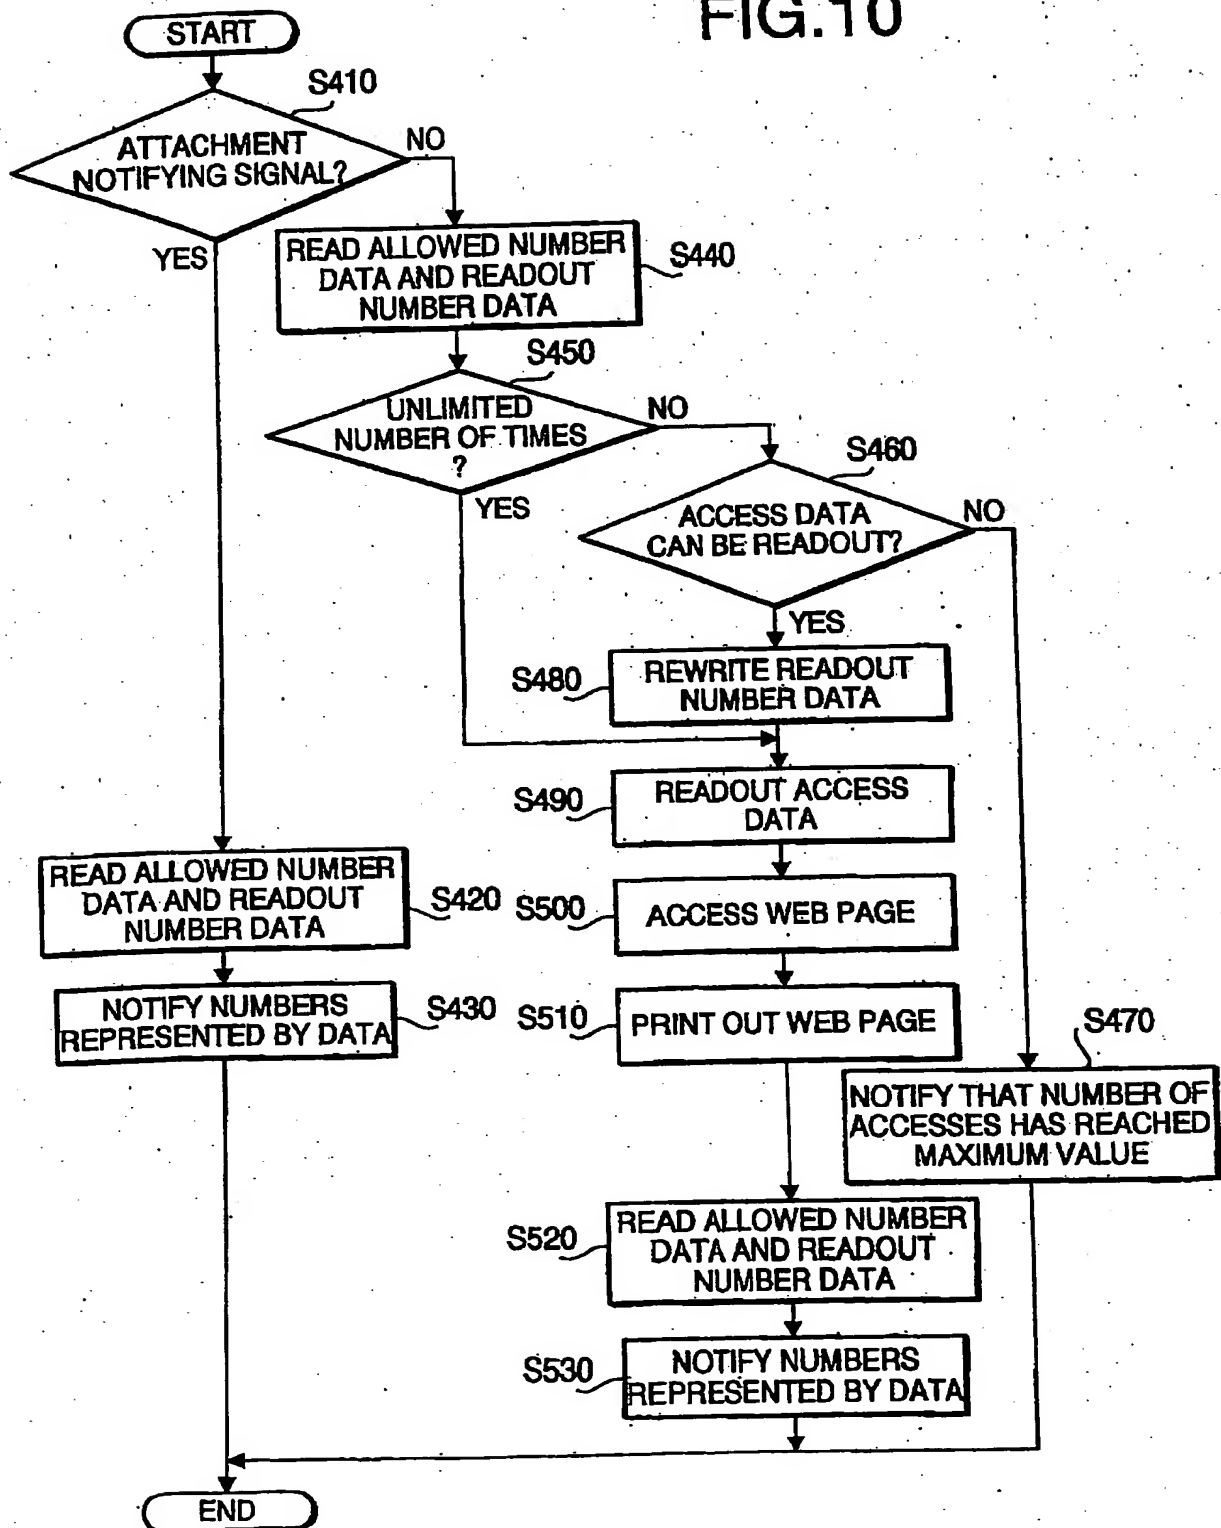 FIG.10
START
S410
ATTACHMENT
NOTIFYING SIGNAL?
NO
YES
READ ALLOWED NUMBER
DATA AND READOUT
NUMBER DATA
S440
S450
UNLIMITED
NUMBER OF TIMES
?
NO
YES
S460
ACCESS DATA
CAN BE READOUT?
NO
YES
S480
REWRITE READOUT
NUMBER DATA
S490
READOUT ACCESS
DATA
READ ALLOWED NUMBER
DATA AND READOUT
NUMBER DATA
S420
S500
ACCESS WEB PAGE
NOTIFY NUMBERS
REPRESENTED BY DATA
S430
S510
PRINT OUT WEB PAGE
S470
NOTIFY THAT NUMBER OF
ACCESSES HAS REACHED
MAXIMUM VALUE
S520
READ ALLOWED NUMBER
DATA AND READOUT
NUMBER DATA
S530
NOTIFY NUMBERS
REPRESENTED BY DATA
END